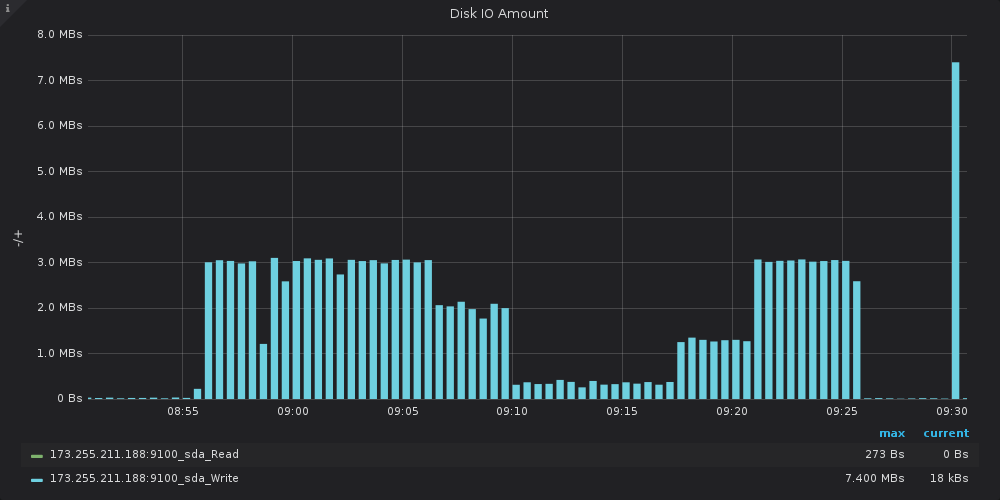 i
Disk IO Amount
8.0 MBs
7.0 MBs
6.0 MBs
5.0 MBs
4.0 MBs
3.0 MBs
2.0 MBs
1.0 MBs
0 Bs
-/+
08:55 09:00 09:05 09:10 09:15 09:20 09:25 09:30
max current
173.255.211.188:9100_sda_Read 273 Bs 0 Bs
173.255.211.188:9100_sda_Write 7.400 MBs 18 kBs